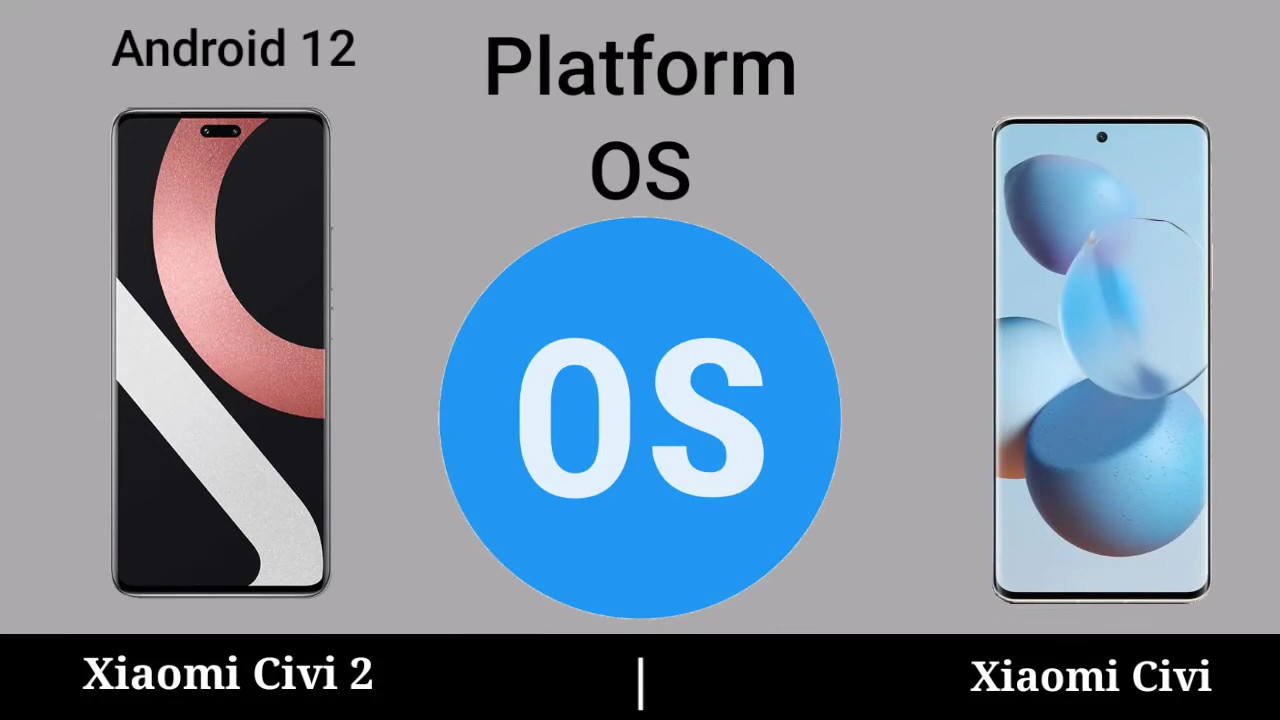 Android 12
Platform
OS
OS
Xiaomi Civi 2
|
Xiaomi Civi